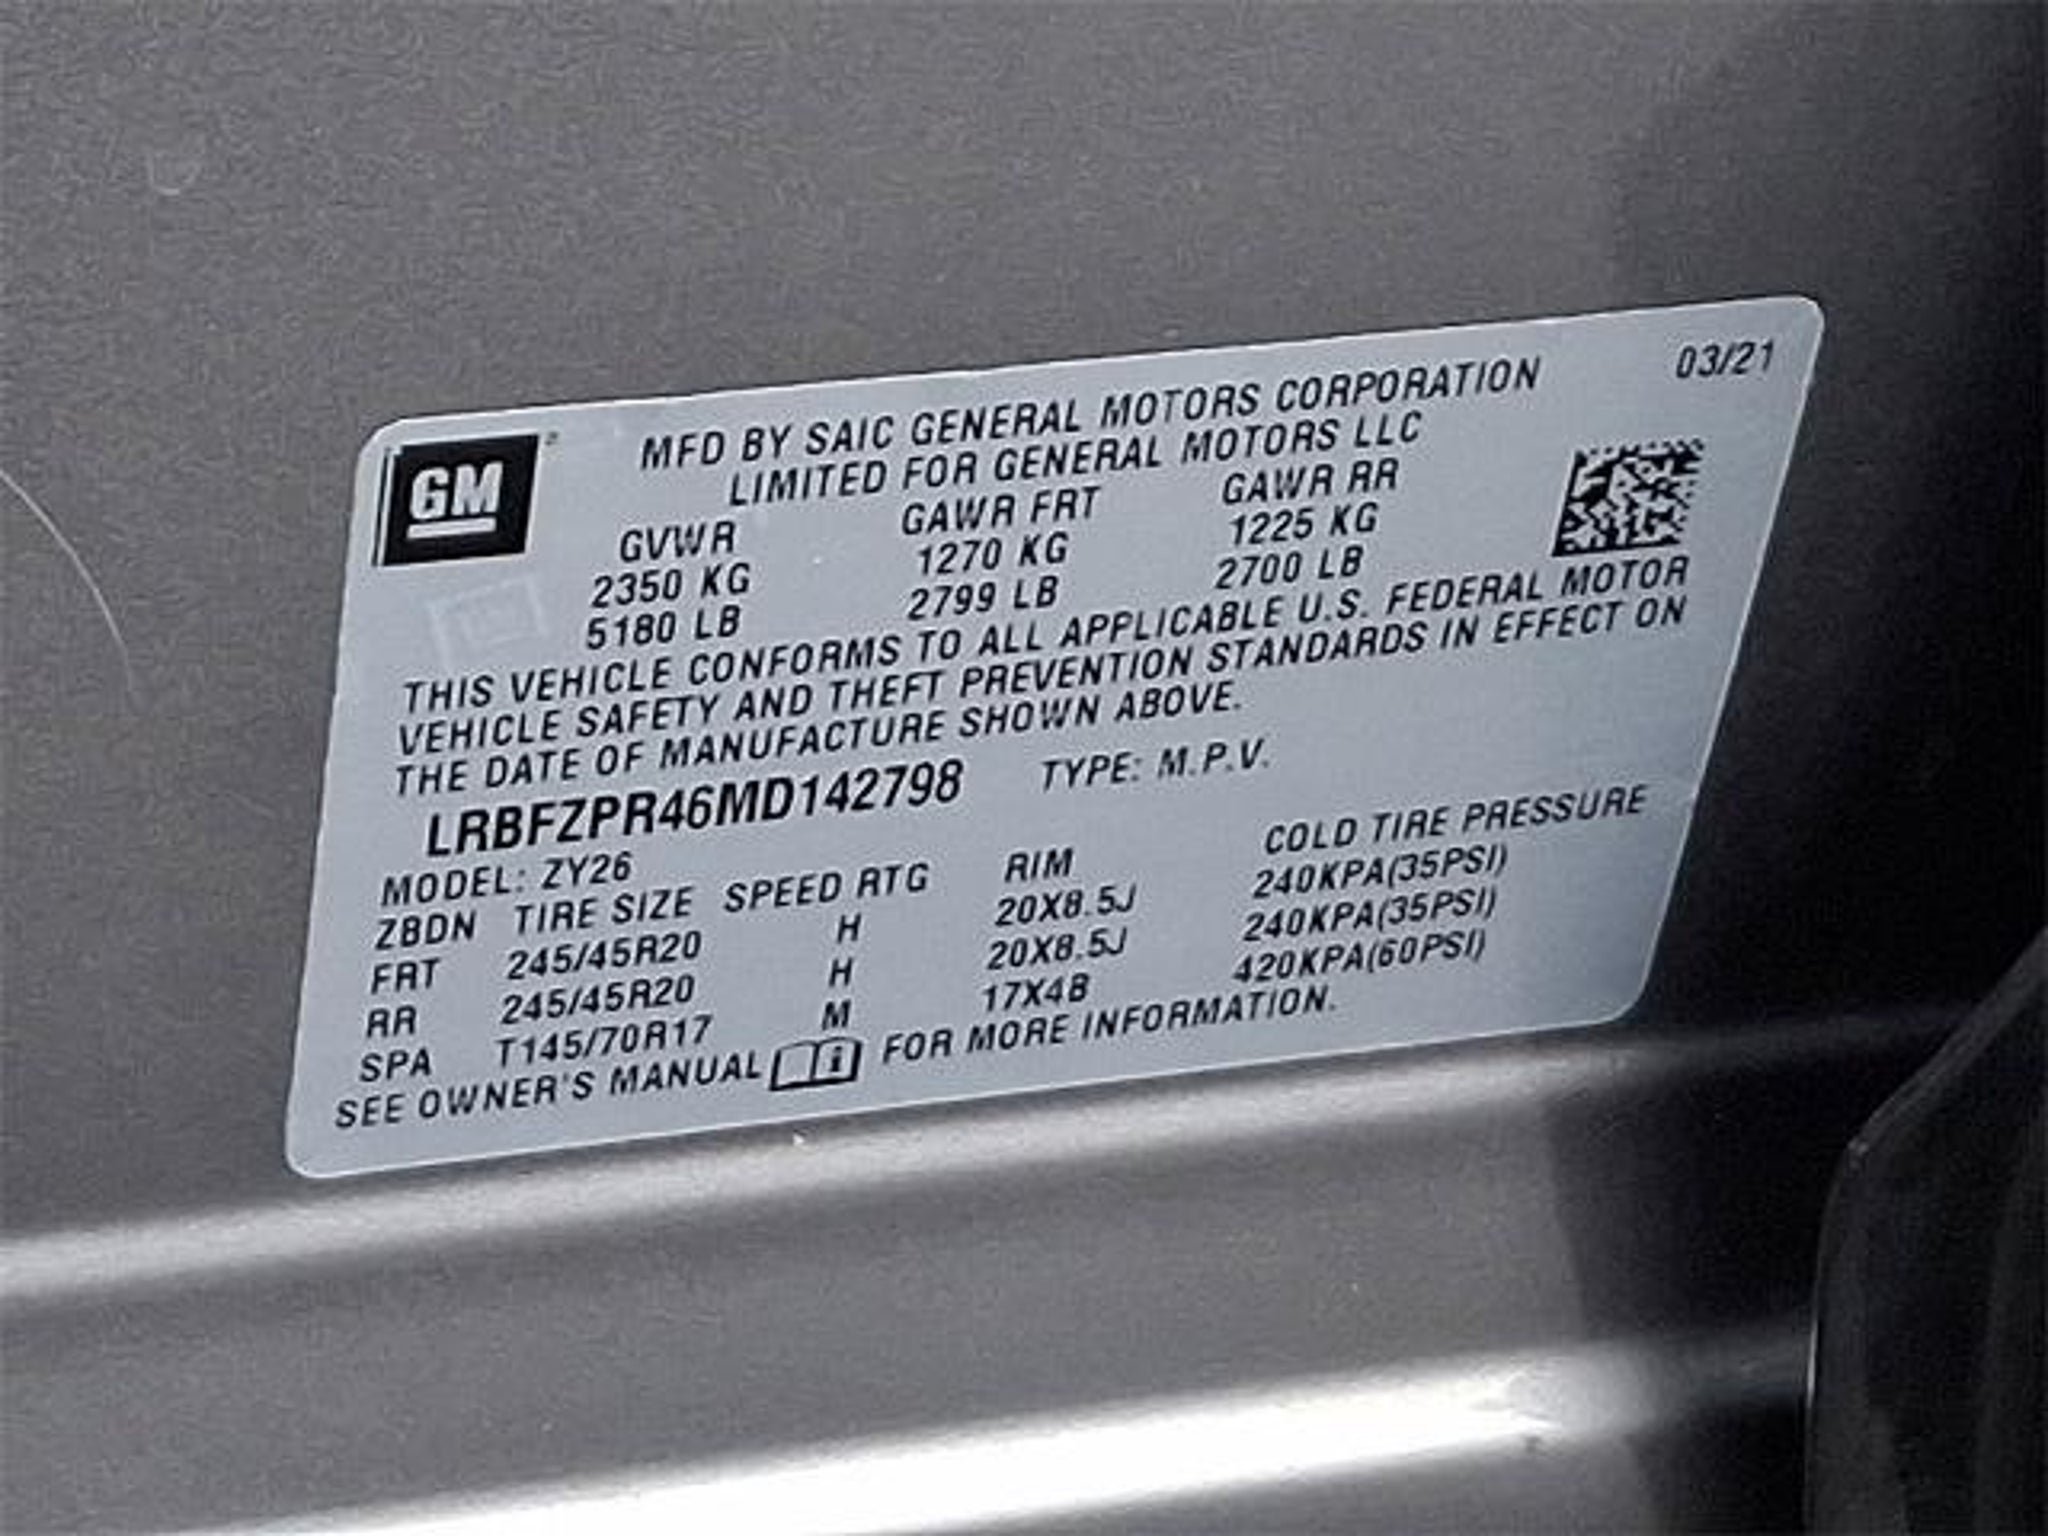 GM
MFD BY SAIC GENERAL MOTORS CORPORATION 03/21
LIMITED FOR GENERAL MOTORS LLC
GVWR GAWR FRT GAWR RR
2350 KG 1270 KG 1225 KG
5180 LB 2799 LB 2700 LB
THIS VEHICLE CONFORMS TO ALL APPLICABLE U.S. FEDERAL MOTOR
VEHICLE SAFETY AND THEFT PREVENTION STANDARDS IN EFFECT ON
THE DATE OF MANUFACTURE SHOWN ABOVE.
LRBFZPR46MD142798 TYPE: M.P.V.
MODEL: ZY26
ZBDN TIRE SIZE SPEED RTG RIM COLD TIRE PRESSURE
FRT 245/45R20 H 20X8.5J 240KPA(35PSI)
RR 245/45R20 H 20X8.5J 240KPA(35PSI)
SPA T145/70R17 M 17X4B 420KPA(60PSI)
SEE OWNER'S MANUAL i FOR MORE INFORMATION.